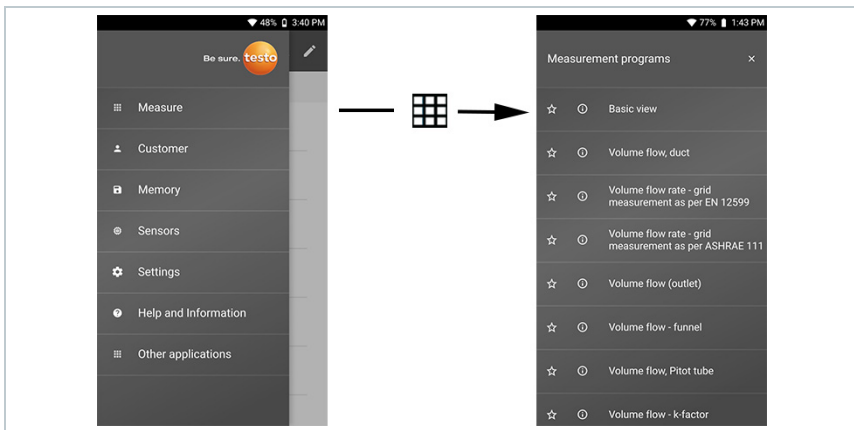 48% 3:40 PM
Be sure. testo
Measure
Customer
Memory
Sensors
Settings
Help and Information
Other applications
77% 1:43 PM
Measurement programs ×
Basic view
Volume flow, duct
Volume flow rate - grid
measurement as per EN 12599
Volume flow rate - grid
measurement as per ASHRAE 111
Volume flow (outlet)
Volume flow - funnel
Volume flow, Pitot tube
Volume flow - k-factor